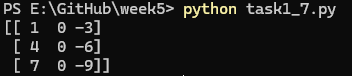 PS E:\GitHub\week5> python task1_7.py
[[ 1  0 -3]
 [ 4  0 -6]
 [ 7  0 -9]]